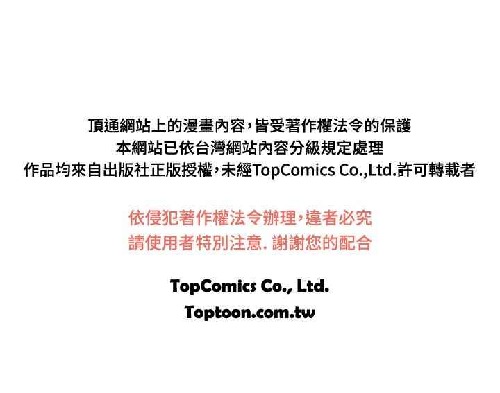 頂通網站上的漫畫內容，皆受著作權法令的保護
本網站已依台灣網站內容分級規定處理
作品均來自出版社正版授權，未經TopComics Co.,Ltd.許可轉載者
依侵犯著作權法令辦理，違者必究
請使用者特別注意. 謝謝您的配合
TopComics Co., Ltd.
Toptoon.com.tw